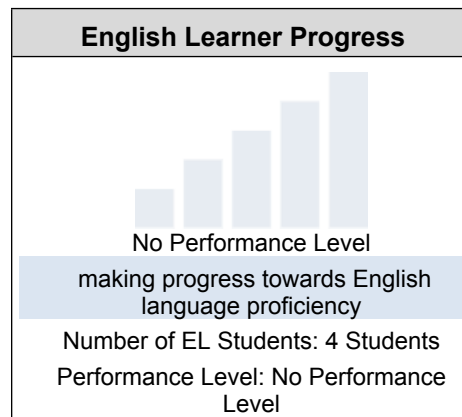 English Learner Progress
No Performance Level
making progress towards English
language proficiency
Number of EL Students: 4 Students
Performance Level: No Performance
Level